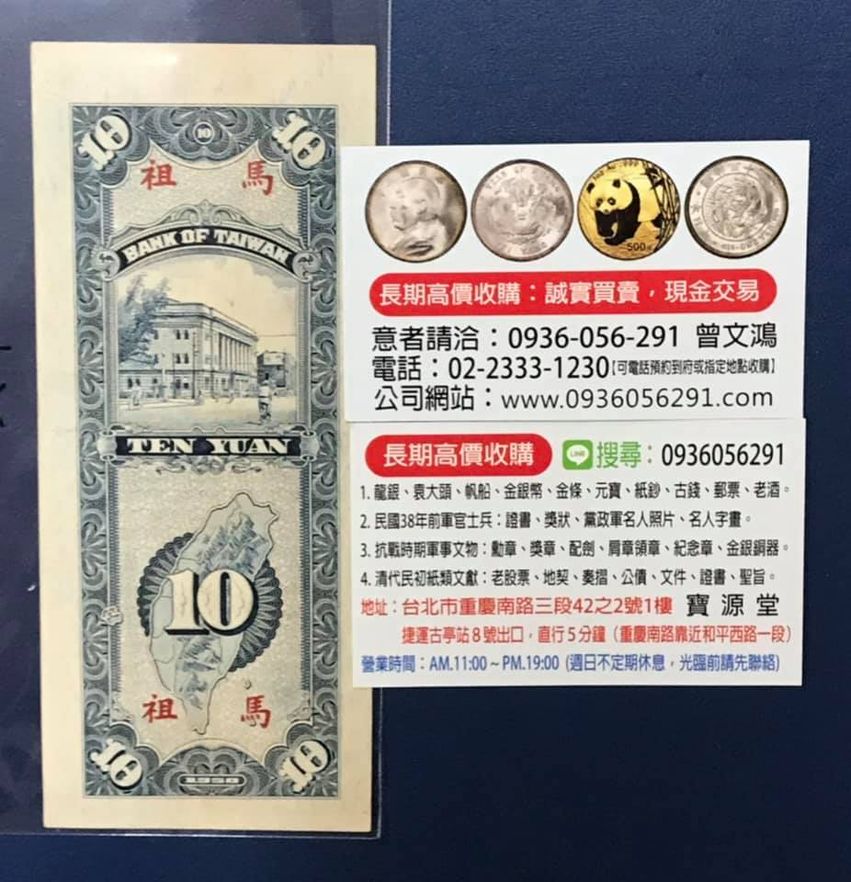 10
10
10
祖 馬
BANK OF TAIWAN
TEN YUAN
10
祖 馬
10
10
長期高價收購：誠實買賣，現金交易
意者請洽：0936-056-291 曾文鴻
電話：02-2333-1230【可電話預約到府或指定地點收購】
公司網站：www.0936056291.com
長期高價收購 LINE 搜尋：0936056291
1. 龍銀、袁大頭、帆船、金銀幣、金條、元寶、紙鈔、古錢、郵票、老酒。
2. 民國38年前軍官士兵：證書、獎狀、黨政軍名人照片、名人字畫。
3. 抗戰時期軍事文物：勳章、獎章、配劍、肩章領章、紀念章、金銀銅器。
4. 清代民初紙類文獻：老股票、地契、奏摺、公債、文件、證書、聖旨。
地址：台北市重慶南路三段42之2號1樓 寶源堂
捷運古亭站8號出口，直行5分鐘（重慶南路靠近和平西路一段）
營業時間：AM.11:00～PM.19:00 (週日不定期休息，光臨前請先聯絡)